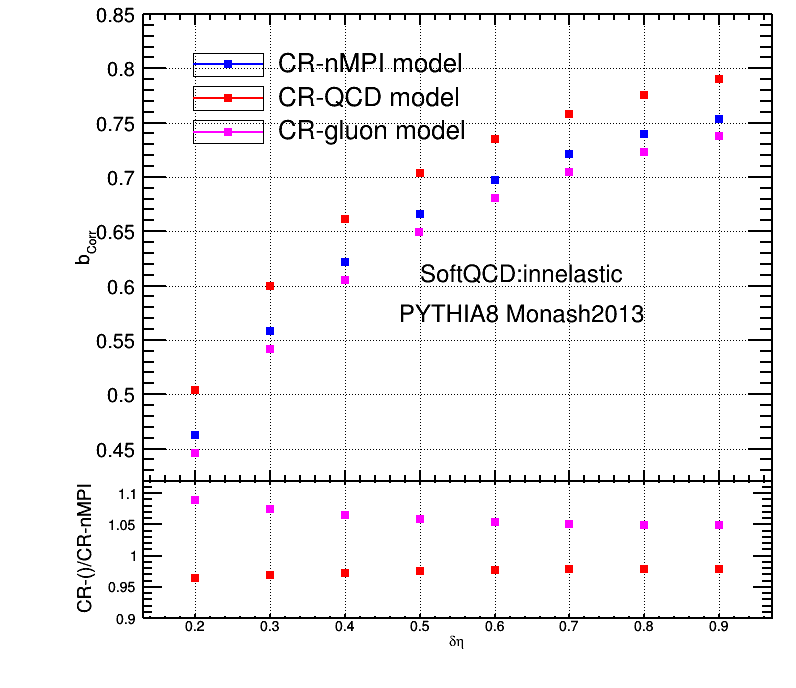 0.85
0.8
0.75
0.7
0.65
0.6
0.55
0.5
0.45
b_Corr
CR-nMPI model
CR-QCD model
CR-gluon model
SoftQCD:innelastic
PYTHIA8 Monash2013
1.1
1.05
1
0.95
0.9
CR-()/CR-nMPI
0.2 0.3 0.4 0.5 0.6 0.7 0.8 0.9
δη